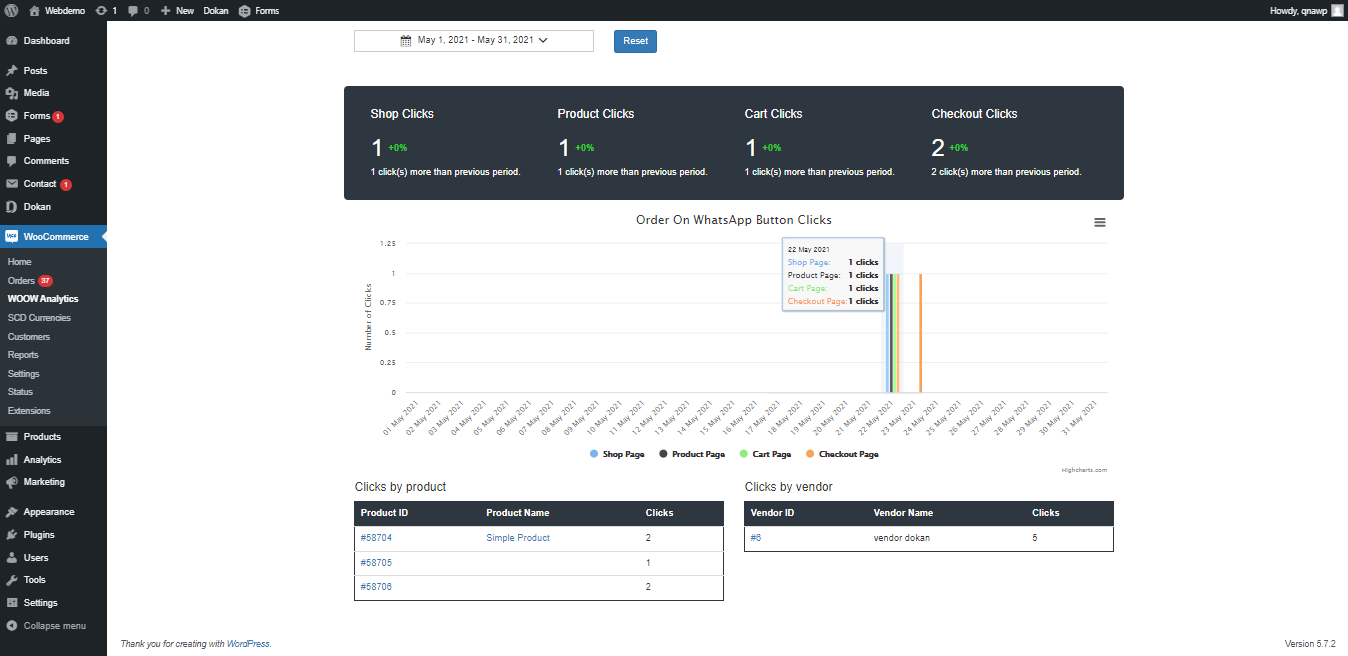 Webdemo 1 0 New Dokan Forms Howdy, qnawp
Dashboard
Posts
Media
Forms 1
Pages
Comments
Contact 1
Dokan
WooCommerce
Home
Orders 37
WOOW Analytics
SCD Currencies
Customers
Reports
Settings
Status
Extensions
Products
Analytics
Marketing
Appearance
Plugins
Users
Tools
Settings
Collapse menu
May 1, 2021 - May 31, 2021 Reset
Shop Clicks Product Clicks Cart Clicks Checkout Clicks
1 +0% 1 +0% 1 +0% 2 +0%
1 click(s) more than previous period. 1 click(s) more than previous period. 1 click(s) more than previous period. 2 click(s) more than previous period.
Order On WhatsApp Button Clicks
Number of Clicks
1.25
1
0.75
0.5
0.25
0
22 May 2021
Shop Page: 1 clicks
Product Page: 1 clicks
Cart Page: 1 clicks
Checkout Page: 1 clicks
01 May 2021 02 May 2021 03 May 2021 04 May 2021 05 May 2021 06 May 2021 07 May 2021 08 May 2021 09 May 2021 10 May 2021 11 May 2021 12 May 2021 13 May 2021 14 May 2021 15 May 2021 16 May 2021 17 May 2021 18 May 2021 19 May 2021 20 May 2021 21 May 2021 22 May 2021 23 May 2021 24 May 2021 25 May 2021 26 May 2021 27 May 2021 28 May 2021 29 May 2021 30 May 2021 31 May 2021
Shop Page Product Page Cart Page Checkout Page
Highcharts.com
Clicks by product
Product ID Product Name Clicks
#58704 Simple Product 2
#58705 1
#58706 2
Clicks by vendor
Vendor ID Vendor Name Clicks
#6 vendor dokan 5
Thank you for creating with WordPress. Version 5.7.2